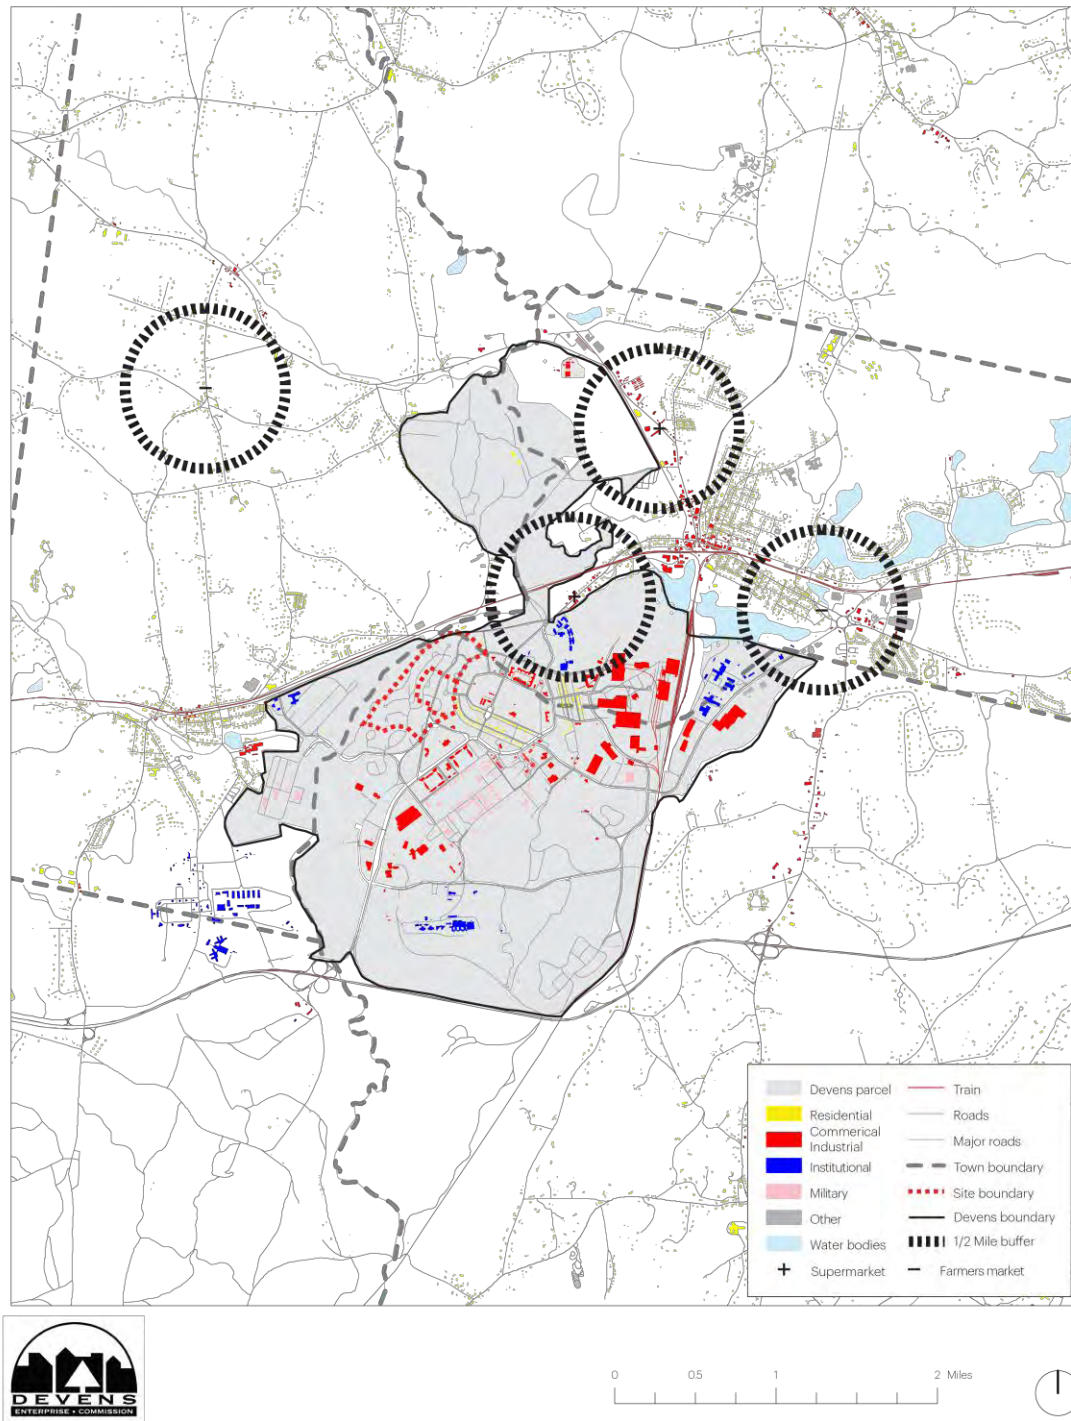 Devens parcel
Train
Residential
Roads
Commerical
Industrial
Major roads
Institutional
Town boundary
Military
Site boundary
Other
Devens boundary
Water bodies
1/2 Mile buffer
+ Supermarket
– Farmers market
DEVENS
ENTERPRISE • COMMISSION
0 0.5 1 2 Miles